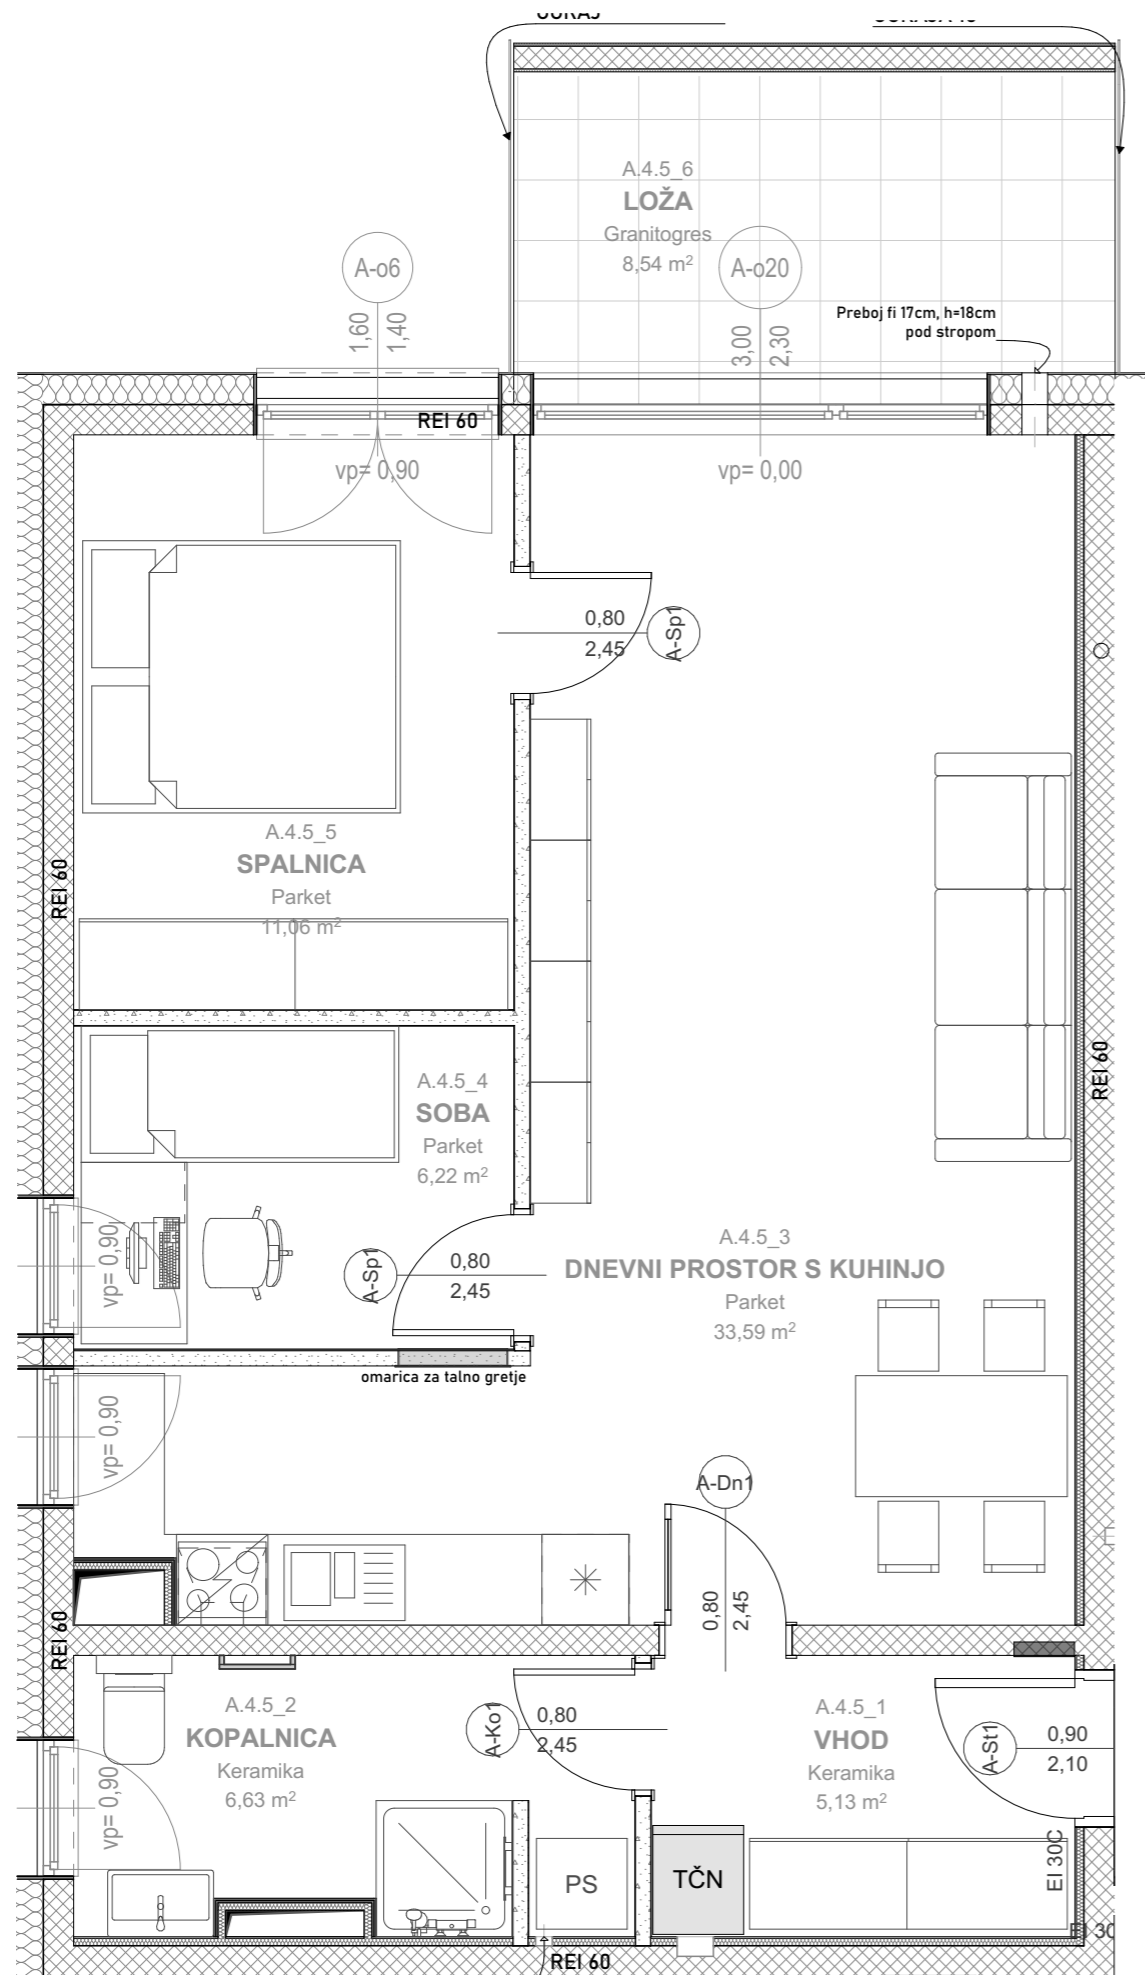 A.4.5_6
LOŽA
Granitogres
8,54 m²
A-o6
1,60
1,40
A-o20
3,00
2,30
Preboj fi 17cm, h=18cm
pod stropom
REI 60
vp= 0,90
vp= 0,00
0,80
2,45
A-Sp1
A.4.5_5
SPALNICA
Parket
11,06 m²
REI 60
A.4.5_4
SOBA
Parket
6,22 m²
REI 60
vp= 0,90
A-Sp1
0,80
2,45
A.4.5_3
DNEVNI PROSTOR S KUHINJO
Parket
33,59 m²
omarica za talno gretje
vp= 0,90
A-Dn1
0,80
2,45
REI 60
A.4.5_2
KOPALNICA
Keramika
6,63 m²
A-Ko1
0,80
2,45
A.4.5_1
VHOD
Keramika
5,13 m²
A-St1
0,90
2,10
vp= 0,90
EI 30C
PS
TČN
EI 30
REI 60